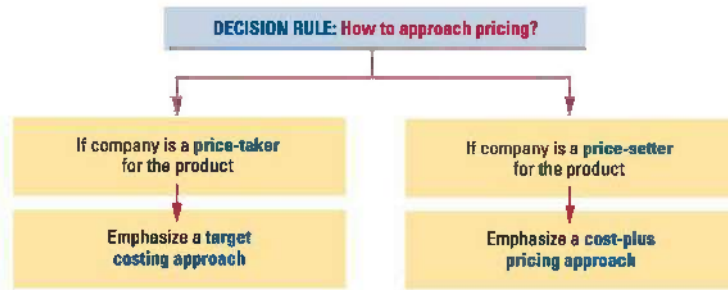 DECISION RULE: How to approach pricing?
If company is a price-taker
for the product
Emphasize a target
costing approach
If company is a price-setter
for the product
Emphasize a cost-plus
pricing approach